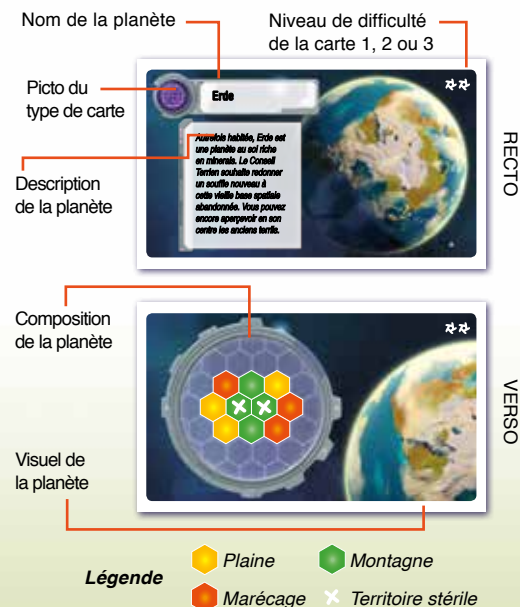 Nom de la planète
Niveau de difficulté
de la carte 1, 2 ou 3
Picto du
type de carte
Erde
Autrefois habitée, Erde est
une planète au sol riche
en minerais. Le Conseil
Terrien souhaite redonner
un souffle nouveau à
cette vieille base spatiale
abandonnée. Vous pouvez
encore aperçevoir en son
centre les anciens terrils.
Description
de la planète
RECTO
Composition
de la planète
VERSO
Visuel de
la planète
Légende
Plaine
Montagne
Marécage
Territoire stérile